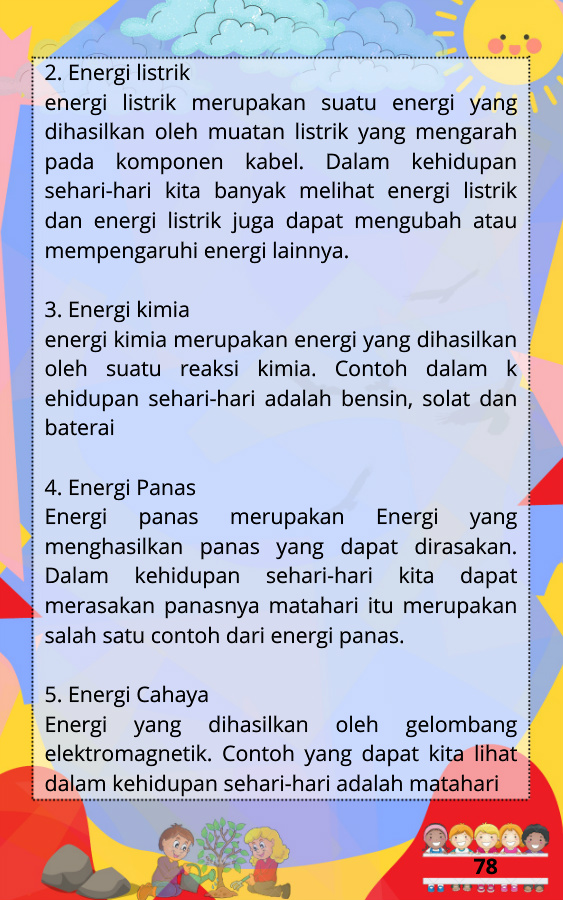 2. Energi listrik
energi listrik merupakan suatu energi yang
dihasilkan oleh muatan listrik yang mengarah
pada komponen kabel. Dalam kehidupan
sehari-hari kita banyak melihat energi listrik
dan energi listrik juga dapat mengubah atau
mempengaruhi energi lainnya.
3. Energi kimia
energi kimia merupakan energi yang dihasilkan
oleh suatu reaksi kimia. Contoh dalam k
ehidupan sehari-hari adalah bensin, solat dan
baterai
4. Energi Panas
Energi panas merupakan Energi yang
menghasilkan panas yang dapat dirasakan.
Dalam kehidupan sehari-hari kita dapat
merasakan panasnya matahari itu merupakan
salah satu contoh dari energi panas.
5. Energi Cahaya
Energi yang dihasilkan oleh gelombang
elektromagnetik. Contoh yang dapat kita lihat
dalam kehidupan sehari-hari adalah matahari
78